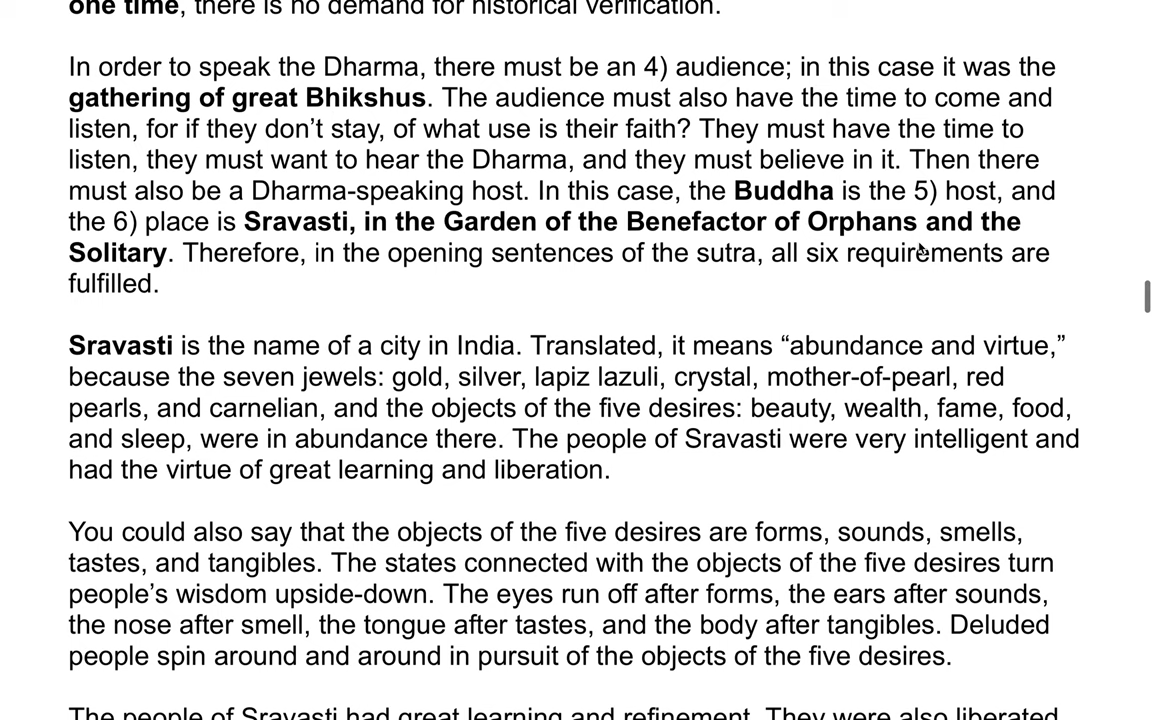 one time, there is no demand for historical verification.
In order to speak the Dharma, there must be an 4) audience; in this case it was the
gathering of great Bhikshus. The audience must also have the time to come and
listen, for if they don’t stay, of what use is their faith? They must have the time to
listen, they must want to hear the Dharma, and they must believe in it. Then there
must also be a Dharma-speaking host. In this case, the Buddha is the 5) host, and
the 6) place is Sravasti, in the Garden of the Benefactor of Orphans and the
Solitary. Therefore, in the opening sentences of the sutra, all six requirements are
fulfilled.
Sravasti is the name of a city in India. Translated, it means “abundance and virtue,”
because the seven jewels: gold, silver, lapiz lazuli, crystal, mother-of-pearl, red
pearls, and carnelian, and the objects of the five desires: beauty, wealth, fame, food,
and sleep, were in abundance there. The people of Sravasti were very intelligent and
had the virtue of great learning and liberation.
You could also say that the objects of the five desires are forms, sounds, smells,
tastes, and tangibles. The states connected with the objects of the five desires turn
people’s wisdom upside-down. The eyes run off after forms, the ears after sounds,
the nose after smell, the tongue after tastes, and the body after tangibles. Deluded
people spin around and around in pursuit of the objects of the five desires.
The people of Sravasti had great learning and refinement. They were also liberated